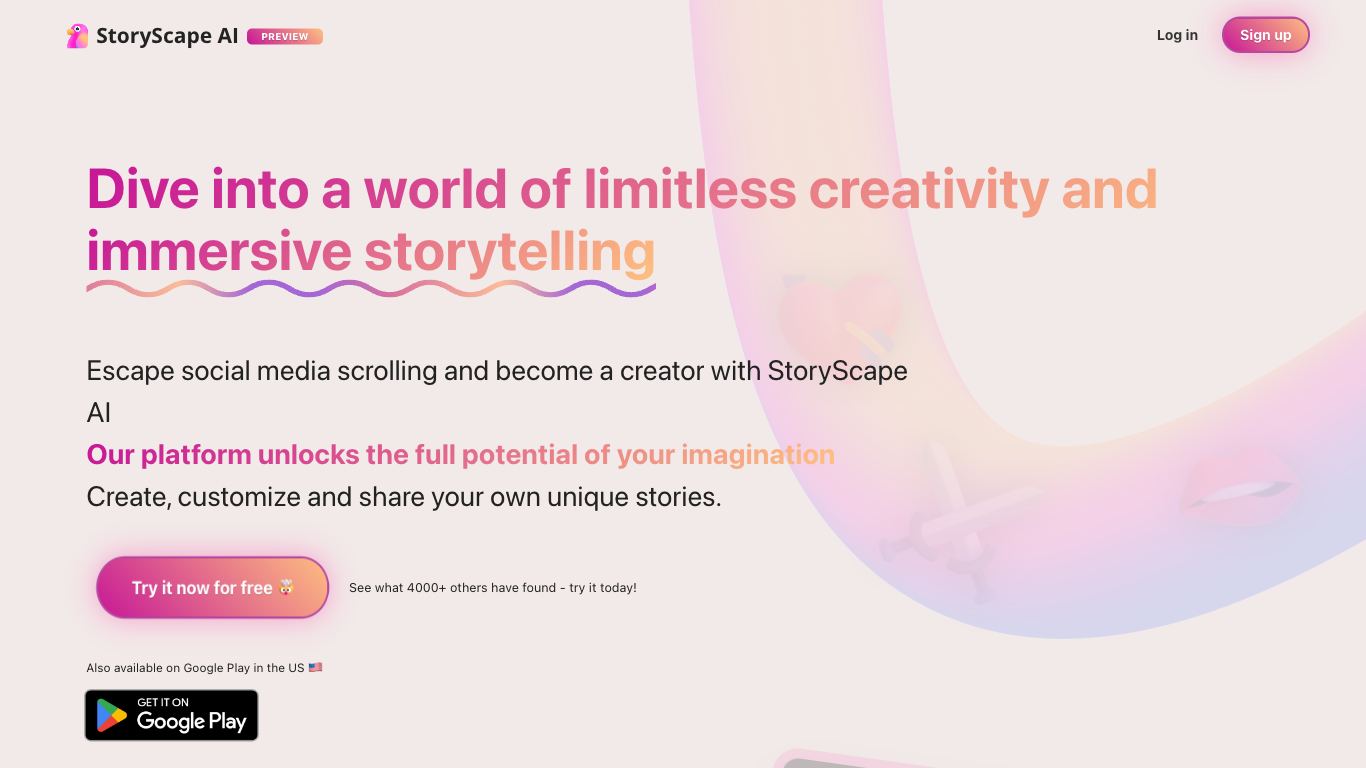 StoryScape AI PREVIEW
Log in
Sign up
Dive into a world of limitless creativity and
immersive storytelling
Escape social media scrolling and become a creator with StoryScape
AI
Our platform unlocks the full potential of your imagination
Create, customize and share your own unique stories.
Try it now for free 🤯
See what 4000+ others have found - try it today!
Also available on Google Play in the US 🇺🇸
GET IT ON
Google Play